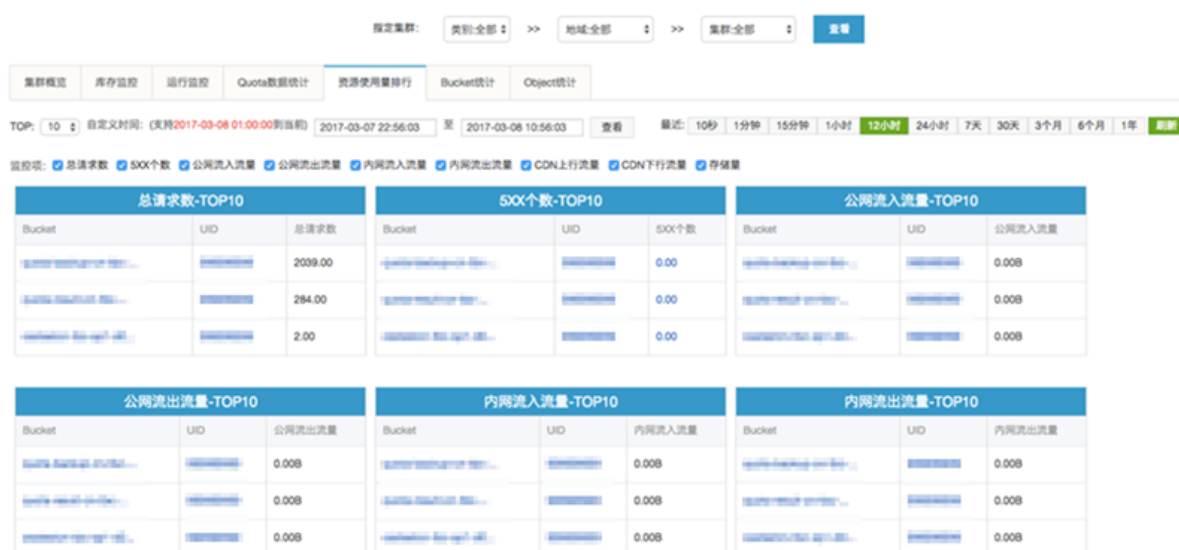 指定集群: 类别:全部 >> 地域:全部 >> 集群:全部 查看
集群概览 库存监控 运行监控 Quota数据统计 资源使用量排行 Bucket统计 Object统计
TOP: 10 自定义时间: (支持2017-03-08 01:00:00到当前) 2017-03-07 22:56:03 至 2017-03-08 10:56:03 查看 最近: 10秒 1分钟 15分钟 1小时 12小时 24小时 7天 30天 3个月 6个月 1年 刷新
监控项: 总请求数 5XX个数 公网流入流量 公网流出流量 内网流入流量 内网流出流量 CDN上行流量 CDN下行流量 存储量
总请求数-TOP10 5XX个数-TOP10 公网流入流量-TOP10
Bucket UID 总请求数 Bucket UID 5XX个数 Bucket UID 公网流入流量
2039.00 0.00 0.00B
284.00 0.00 0.00B
2.00 0.00 0.00B
公网流出流量-TOP10 内网流入流量-TOP10 内网流出流量-TOP10
Bucket UID 公网流出流量 Bucket UID 内网流入流量 Bucket UID 内网流出流量
0.00B 0.00B 0.00B
0.00B 0.00B 0.00B
0.00B 0.00B 0.00B